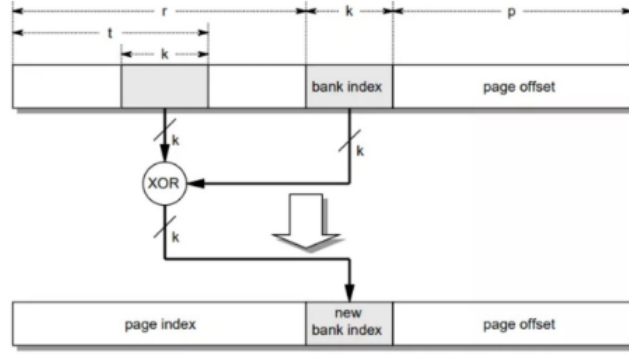 r k p
t
k
bank index page offset
k
k
XOR
k
page index new bank index page offset